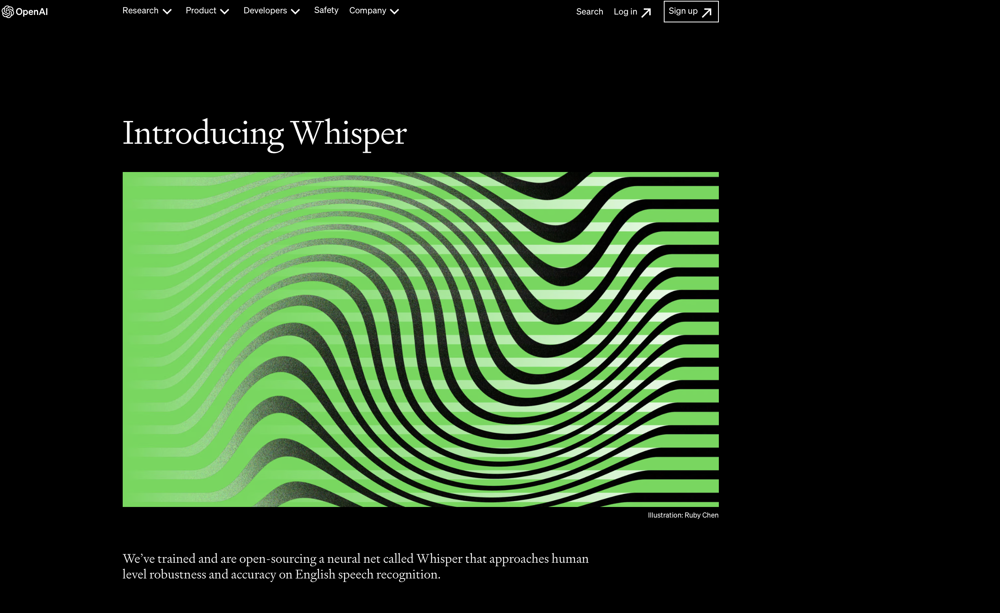 OpenAI
Research Product Developers Safety Company
Search Log in Sign up
Introducing Whisper
Illustration: Ruby Chen
We’ve trained and are open-sourcing a neural net called Whisper that approaches human
level robustness and accuracy on English speech recognition.